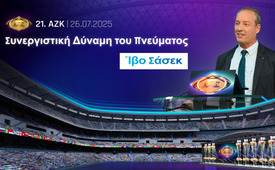 21. AZK | 26.07.2025
Συνεργιστική Δύναμη του Πνεύματος
Ίβο Σάσεκ